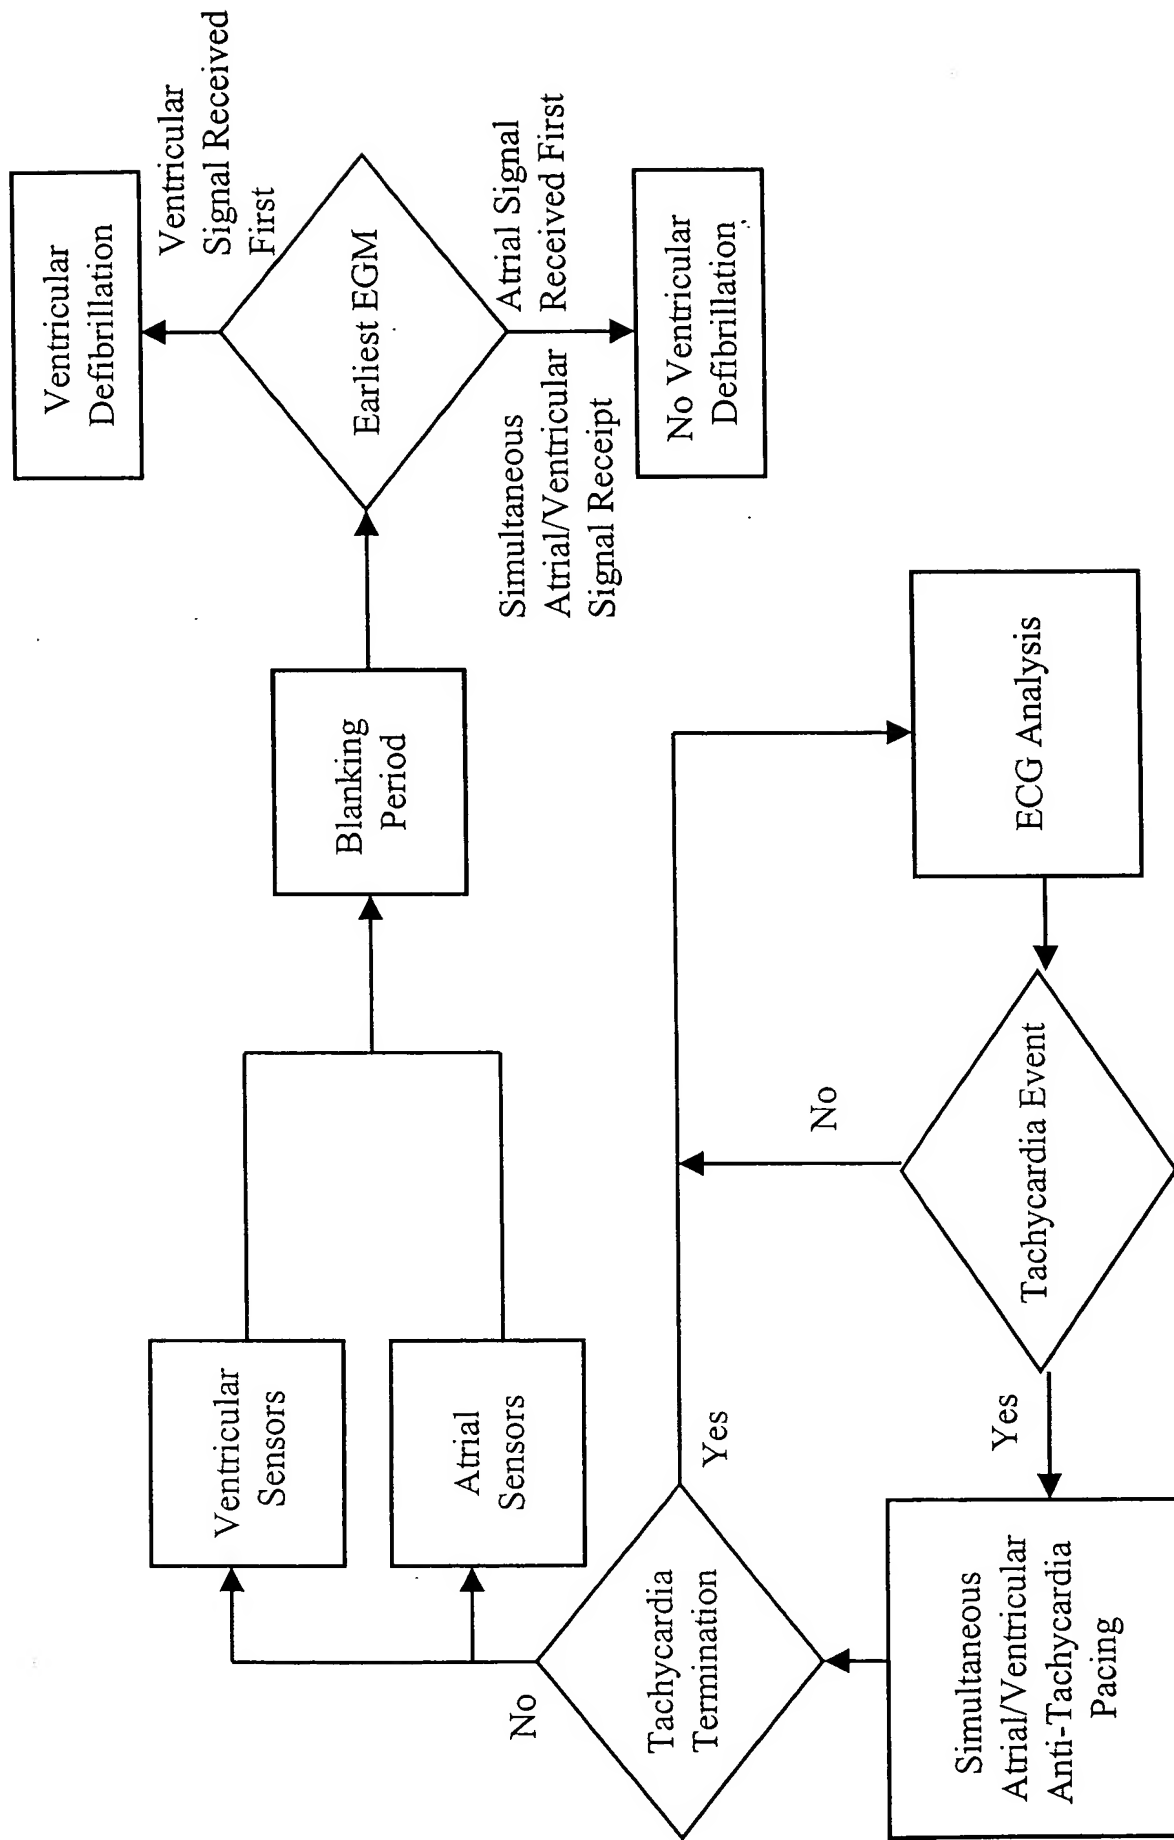 ECG Analysis
Tachycardia Event
No
Yes
Simultaneous
Atrial/Ventricular
Anti-Tachycardia
Pacing
Tachycardia
Termination
Yes
No
Ventricular
Sensors
Atrial
Sensors
Blanking
Period
Earliest EGM
Ventricular
Signal Received
First
Ventricular
Defibrillation
Simultaneous
Atrial/Ventricular
Signal Receipt
Atrial Signal
Received First
No Ventricular
Defibrillation